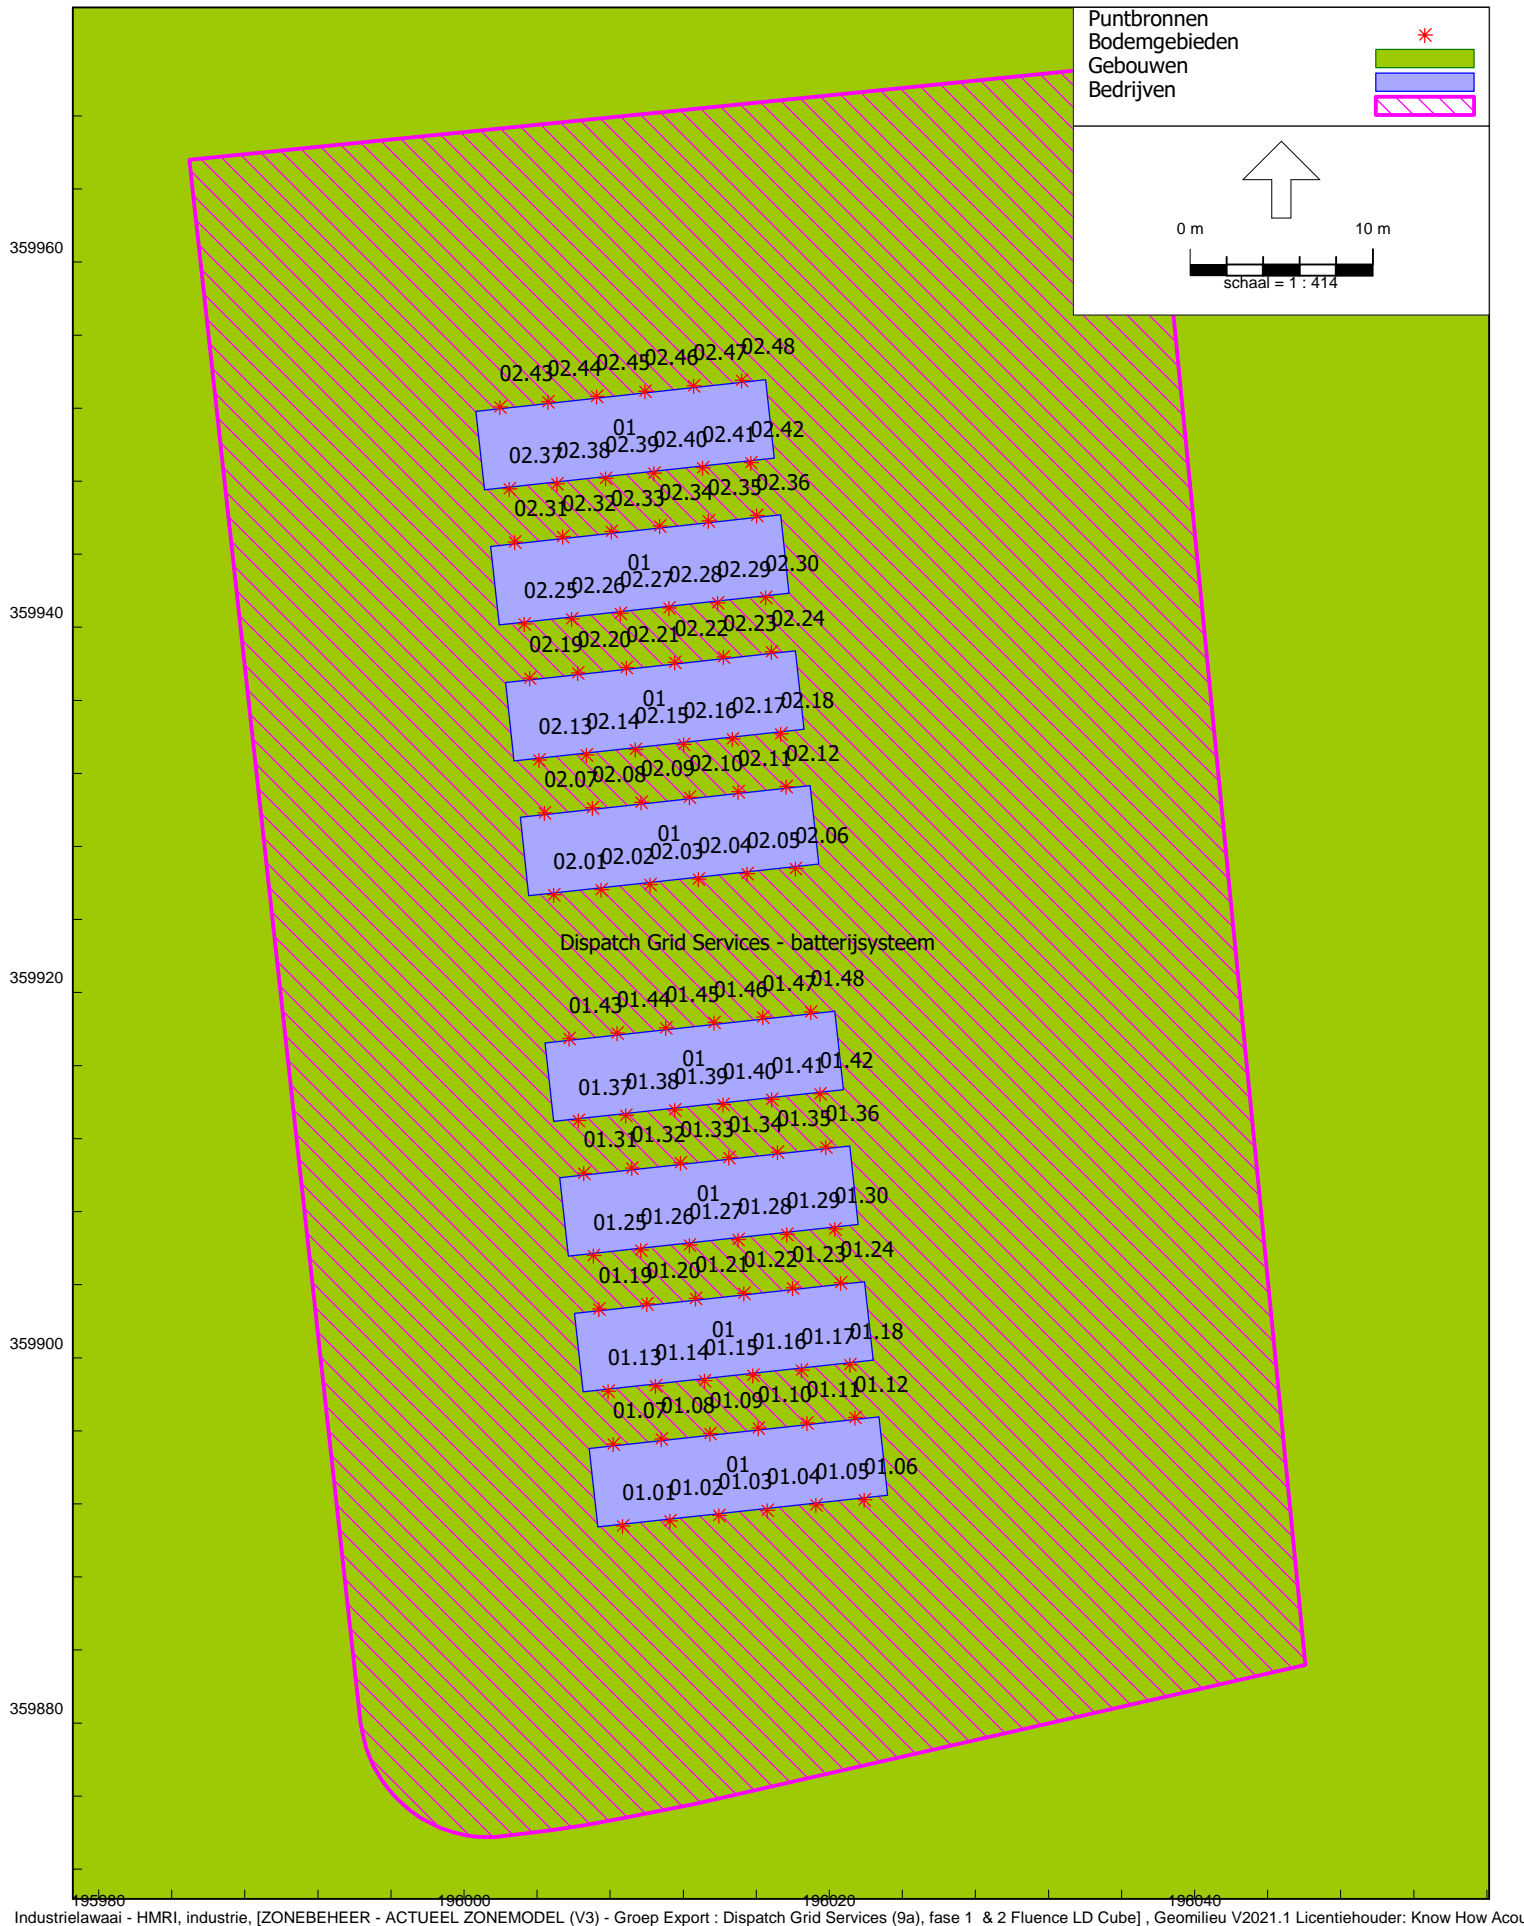 Puntbronnen
Bodemgebieden
Gebouwen
Bedrijven
0 m 10 m
schaal = 1 : 414
359960
02.43 02.44 02.45 02.46 02.47 02.48
01
02.37 02.38 02.39 02.40 02.41 02.42
02.31 02.32 02.33 02.34 02.35 02.36
359940
01
02.25 02.26 02.27 02.28 02.29 02.30
02.19 02.20 02.21 02.22 02.23 02.24
01
02.13 02.14 02.15 02.16 02.17 02.18
02.07 02.08 02.09 02.10 02.11 02.12
01
02.01 02.02 02.03 02.04 02.05 02.06
Dispatch Grid Services - batterijsysteem
359920
01.43 01.44 01.45 01.46 01.47 01.48
01
01.37 01.38 01.39 01.40 01.41 01.42
01.31 01.32 01.33 01.34 01.35 01.36
01
01.25 01.26 01.27 01.28 01.29 01.30
01.19 01.20 01.21 01.22 01.23 01.24
359900
01
01.13 01.14 01.15 01.16 01.17 01.18
01.07 01.08 01.09 01.10 01.11 01.12
01
01.01 01.02 01.03 01.04 01.05 01.06
359880
195980 196000 196020 196040
Industrielawaai - HMRI, industrie, [ZONEBEHEER - ACTUEEL ZONEMODEL (V3) - Groep Export : Dispatch Grid Services (9a), fase 1 & 2 Fluence LD Cube] , Geomilieu V2021.1 Licentiehouder: Know How Acou